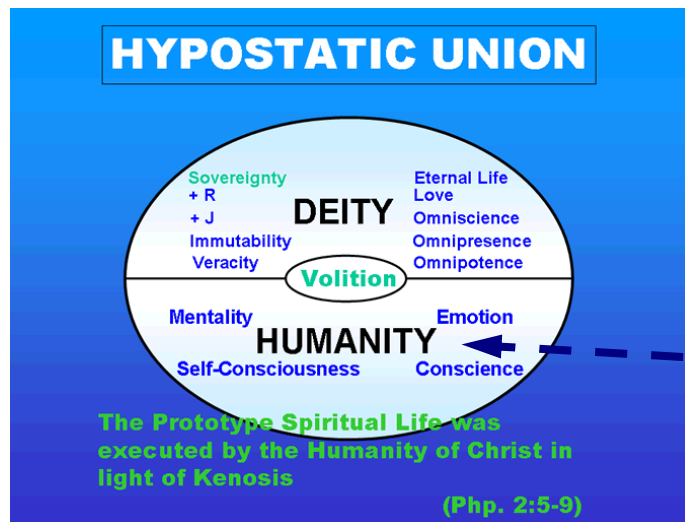 HYPOSTATIC UNION
Sovereignty
+ R
+ J
Immutability
Veracity
DEITY
Eternal Life
Love
Omniscience
Omnipresence
Omnipotence
Volition
Mentality
Emotion
HUMANITY
Self-Consciousness
Conscience
The Prototype Spiritual Life was
executed by the Humanity of Christ in
light of Kenosis
(Php. 2:5-9)